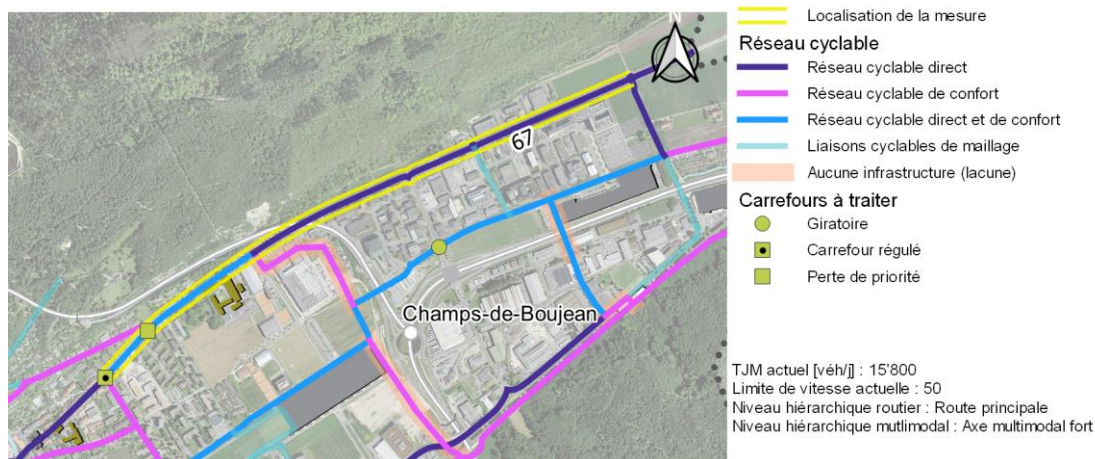 Localisation de la mesure
Réseau cyclable
Réseau cyclable direct
Réseau cyclable de confort
Réseau cyclable direct et de confort
Liaisons cyclables de maillage
Aucune infrastructure (lacune)
Carrefours à traiter
Giratoire
Carrefour régulé
Perte de priorité
N
67
Champs-de-Boujean
TJM actuel [véh/j] : 15'800
Limite de vitesse actuelle : 50
Niveau hiérarchique routier : Route principale
Niveau hiérarchique mutlimodal : Axe multimodal fort